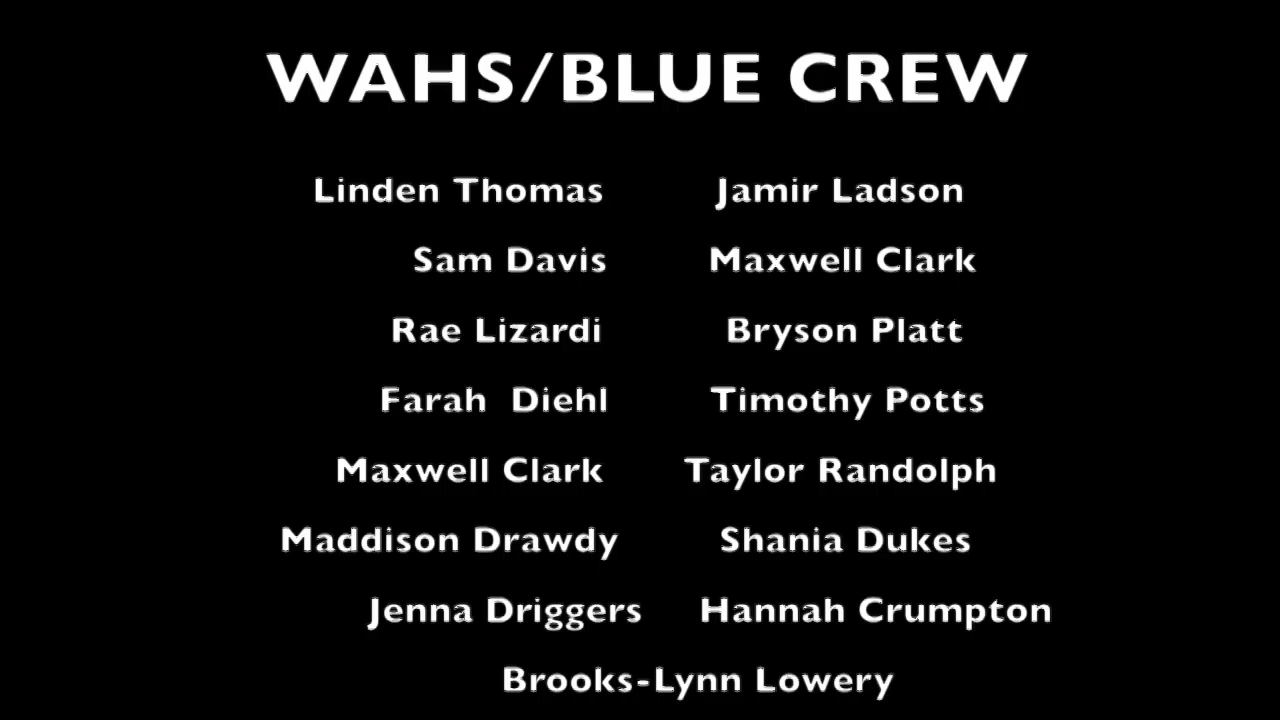 WAHS/BLUE CREW
Linden Thomas Jamir Ladson
Sam Davis Maxwell Clark
Rae Lizardi Bryson Platt
Farah Diehl Timothy Potts
Maxwell Clark Taylor Randolph
Maddison Drawdy Shania Dukes
Jenna Driggers Hannah Crumpton
Brooks-Lynn Lowery